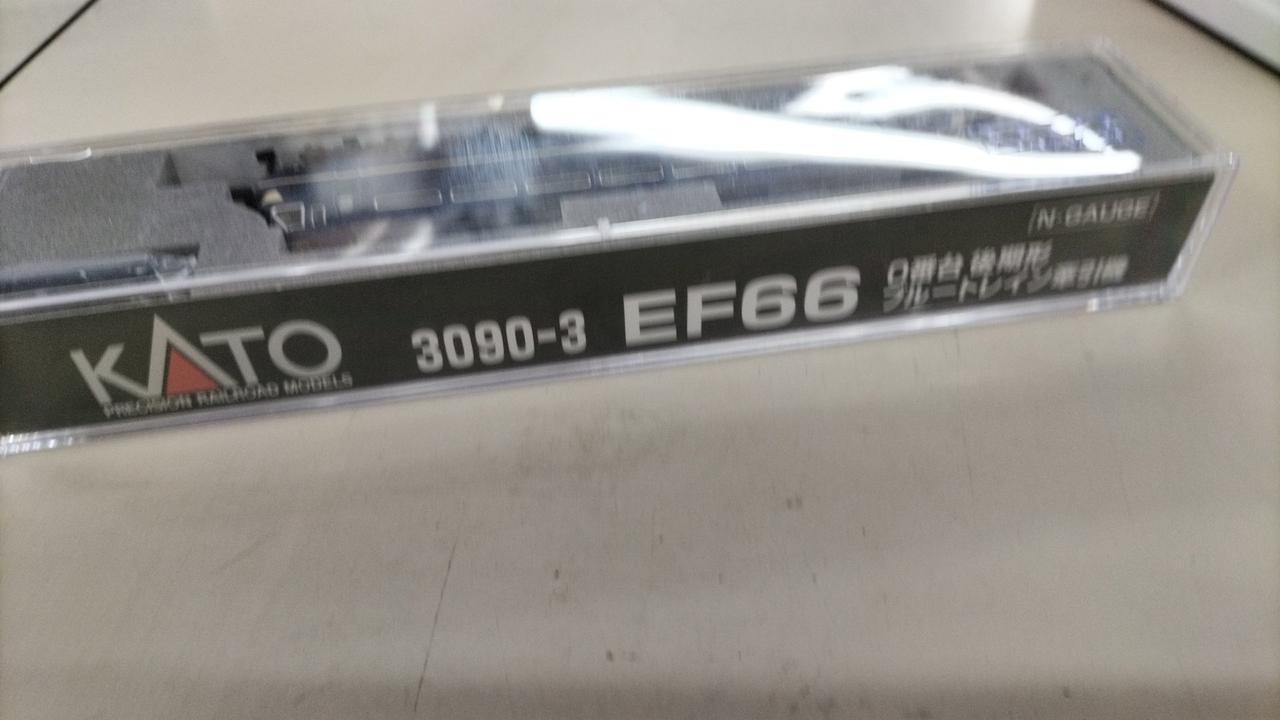 KATO
PRECISION RAILROAD MODELS
3090-3 EF66
0番台 後期形
ブルートレイン牽引機
N-GAUGE